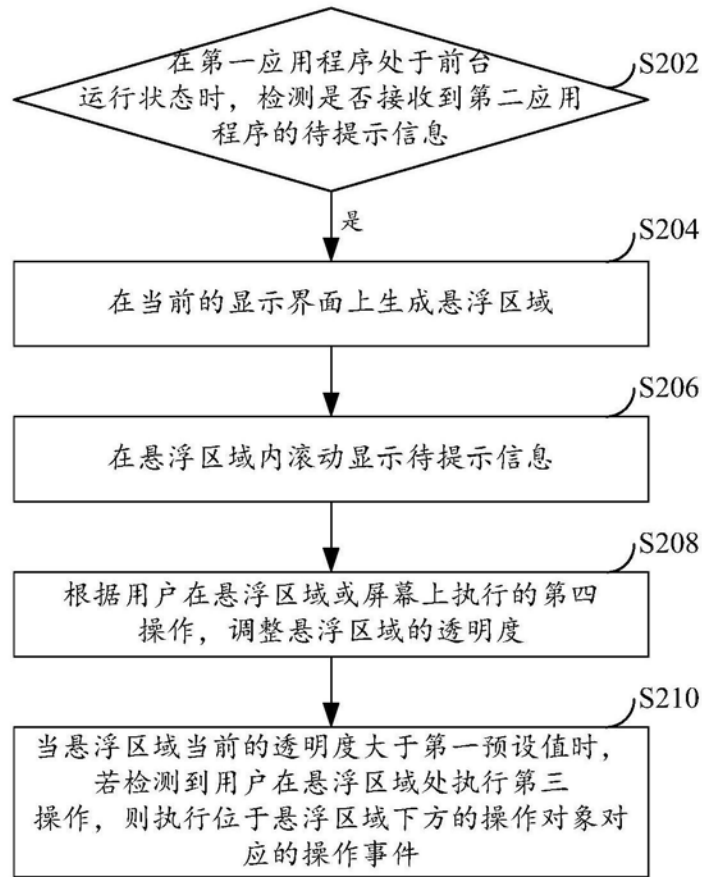 在第一应用程序处于前台
S202
运行状态时，检测是否接收到第二应用
程序的待提示信息
是
S204
在当前的显示界面上生成悬浮区域
S206
在悬浮区域内滚动显示待提示信息
S208
根据用户在悬浮区域或屏幕上执行的第四
操作，调整悬浮区域的透明度
S210
当悬浮区域当前的透明度大于第一预设值时，
若检测到用户在悬浮区域处执行第三
操作，则执行位于悬浮区域下方的操作对象对
应的操作事件